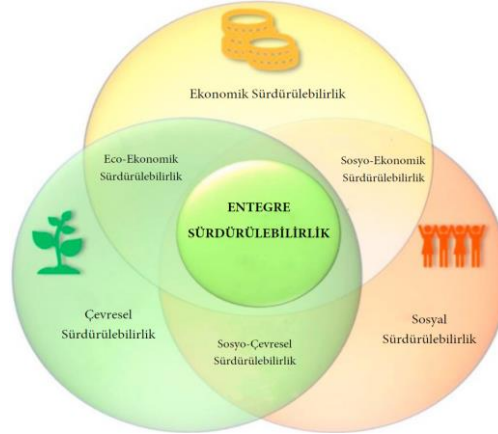 Ekonomik Sürdürülebilirlik
Eco-Ekonomik
Sürdürülebilirlik
Sosyo-Ekonomik
Sürdürülebilirlik
ENTEGRE
SÜRDÜRÜLEBİLİRLİK
Çevresel
Sürdürülebilirlik
Sosyal
Sürdürülebilirlik
Sosyo-Çevresel
Sürdürülebilirlik